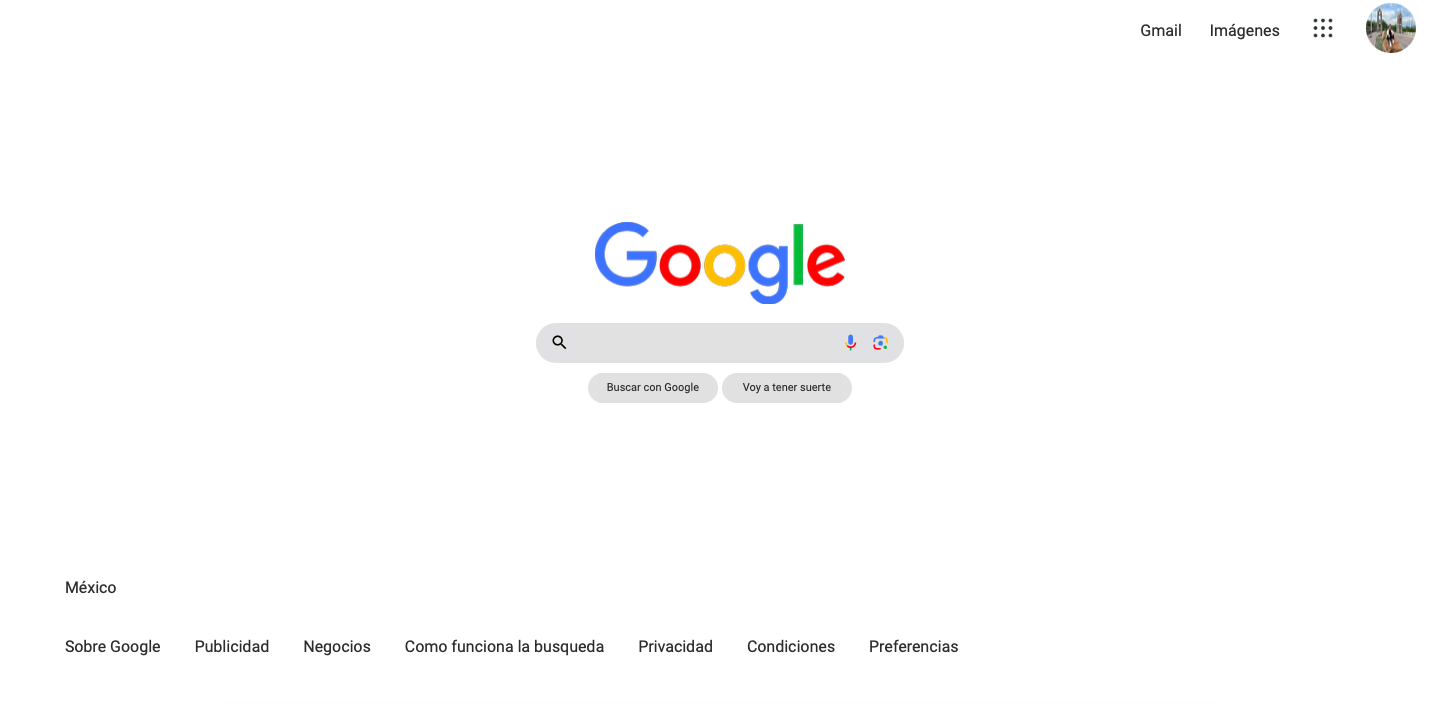 Gmail Imágenes
Google
Buscar con Google Voy a tener suerte
México
Sobre Google Publicidad Negocios Como funciona la busqueda Privacidad Condiciones Preferencias